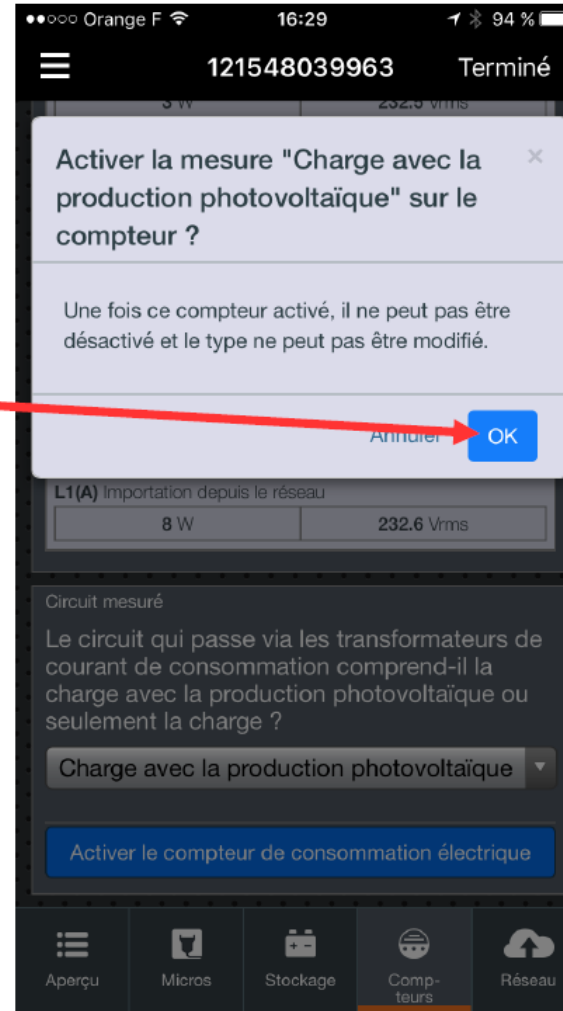 Orange F 16:29 94 %
121548039963 Terminé
3 W 232.5 Vrms
Activer la mesure "Charge avec la ×
production photovoltaïque" sur le
compteur ?
Une fois ce compteur activé, il ne peut pas être
désactivé et le type ne peut pas être modifié.
Annuler OK
L1(A) Importation depuis le réseau
8 W 232.6 Vrms
Circuit mesuré
Le circuit qui passe via les transformateurs de
courant de consommation comprend-il la
charge avec la production photovoltaïque ou
seulement la charge ?
Charge avec la production photovoltaïque
Activer le compteur de consommation électrique
Aperçu Micros Stockage Comp- Réseau
teurs